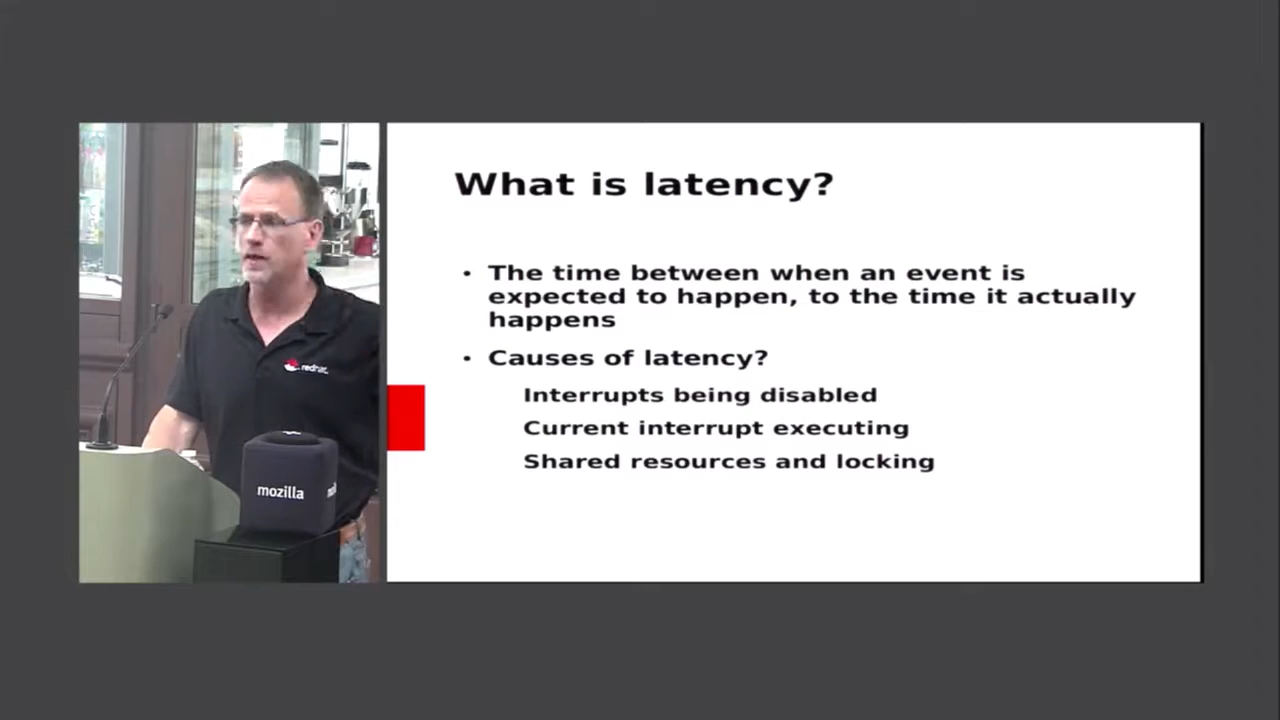 What is latency?
• The time between when an event is
expected to happen, to the time it actually
happens
• Causes of latency?
Interrupts being disabled
Current interrupt executing
Shared resources and locking
redhat.
mozilla